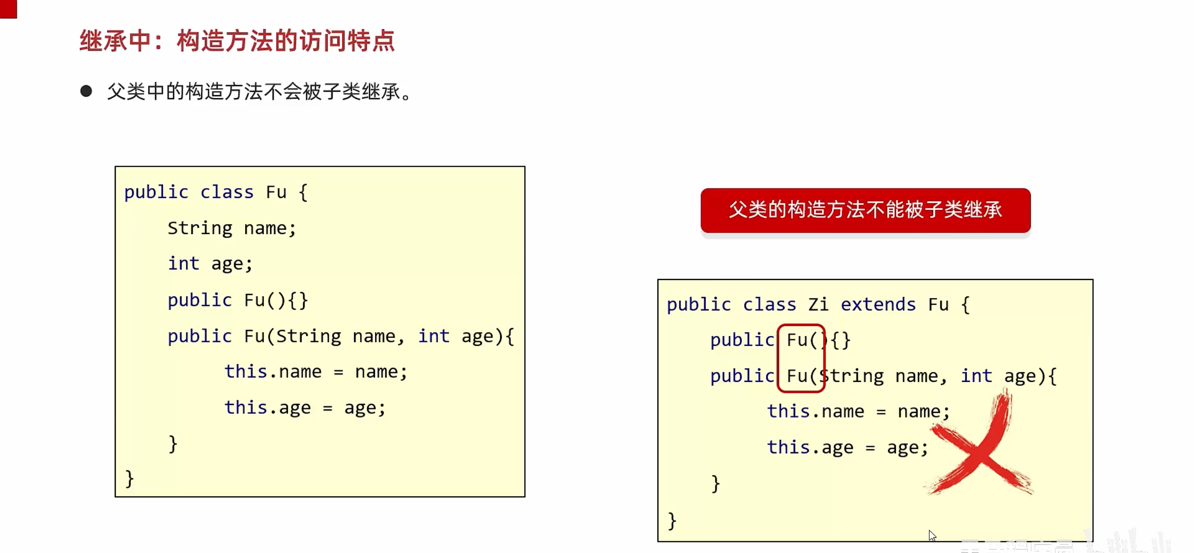 继承中：构造方法的访问特点
● 父类中的构造方法不会被子类继承。
public class Fu {
String name;
int age;
public Fu(){}
public Fu(String name, int age){
this.name = name;
this.age = age;
}
}
父类的构造方法不能被子类继承
public class Zi extends Fu {
public Fu(){}
public Fu(String name, int age){
this.name = name;
this.age = age;
}
}